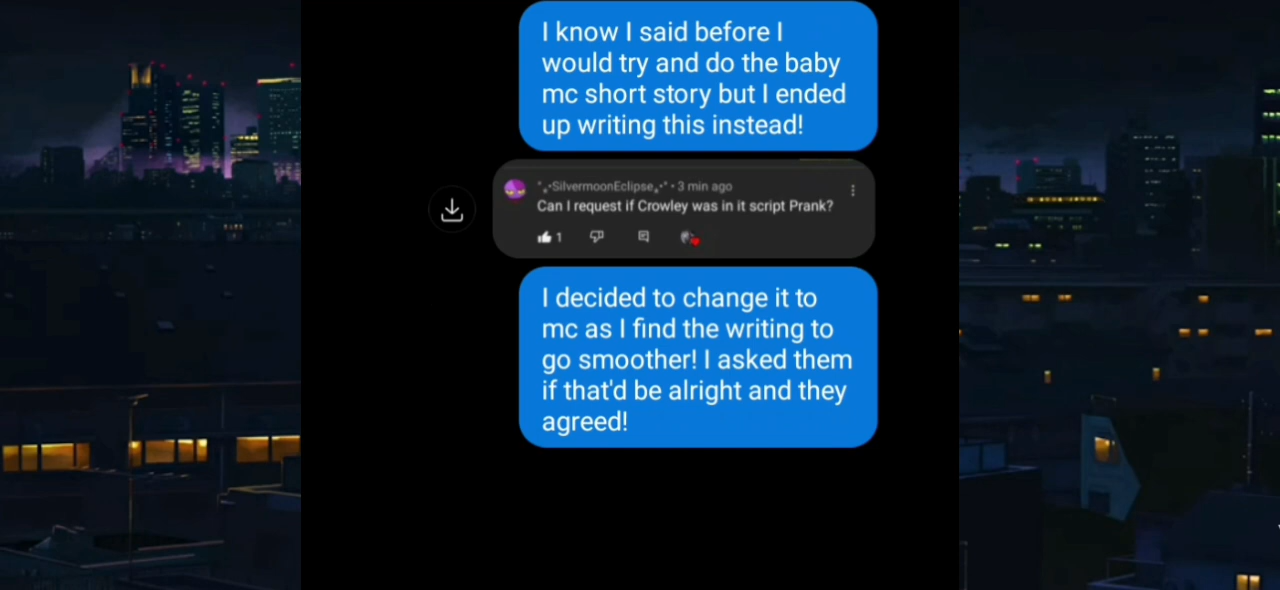 I know I said before I
would try and do the baby
mc short story but I ended
up writing this instead!
°｡･SilvermoonEclipse｡･° • 3 min ago
Can I request if Crowley was in it script Prank?
1
I decided to change it to
mc as I find the writing to
go smoother! I asked them
if that'd be alright and they
agreed!